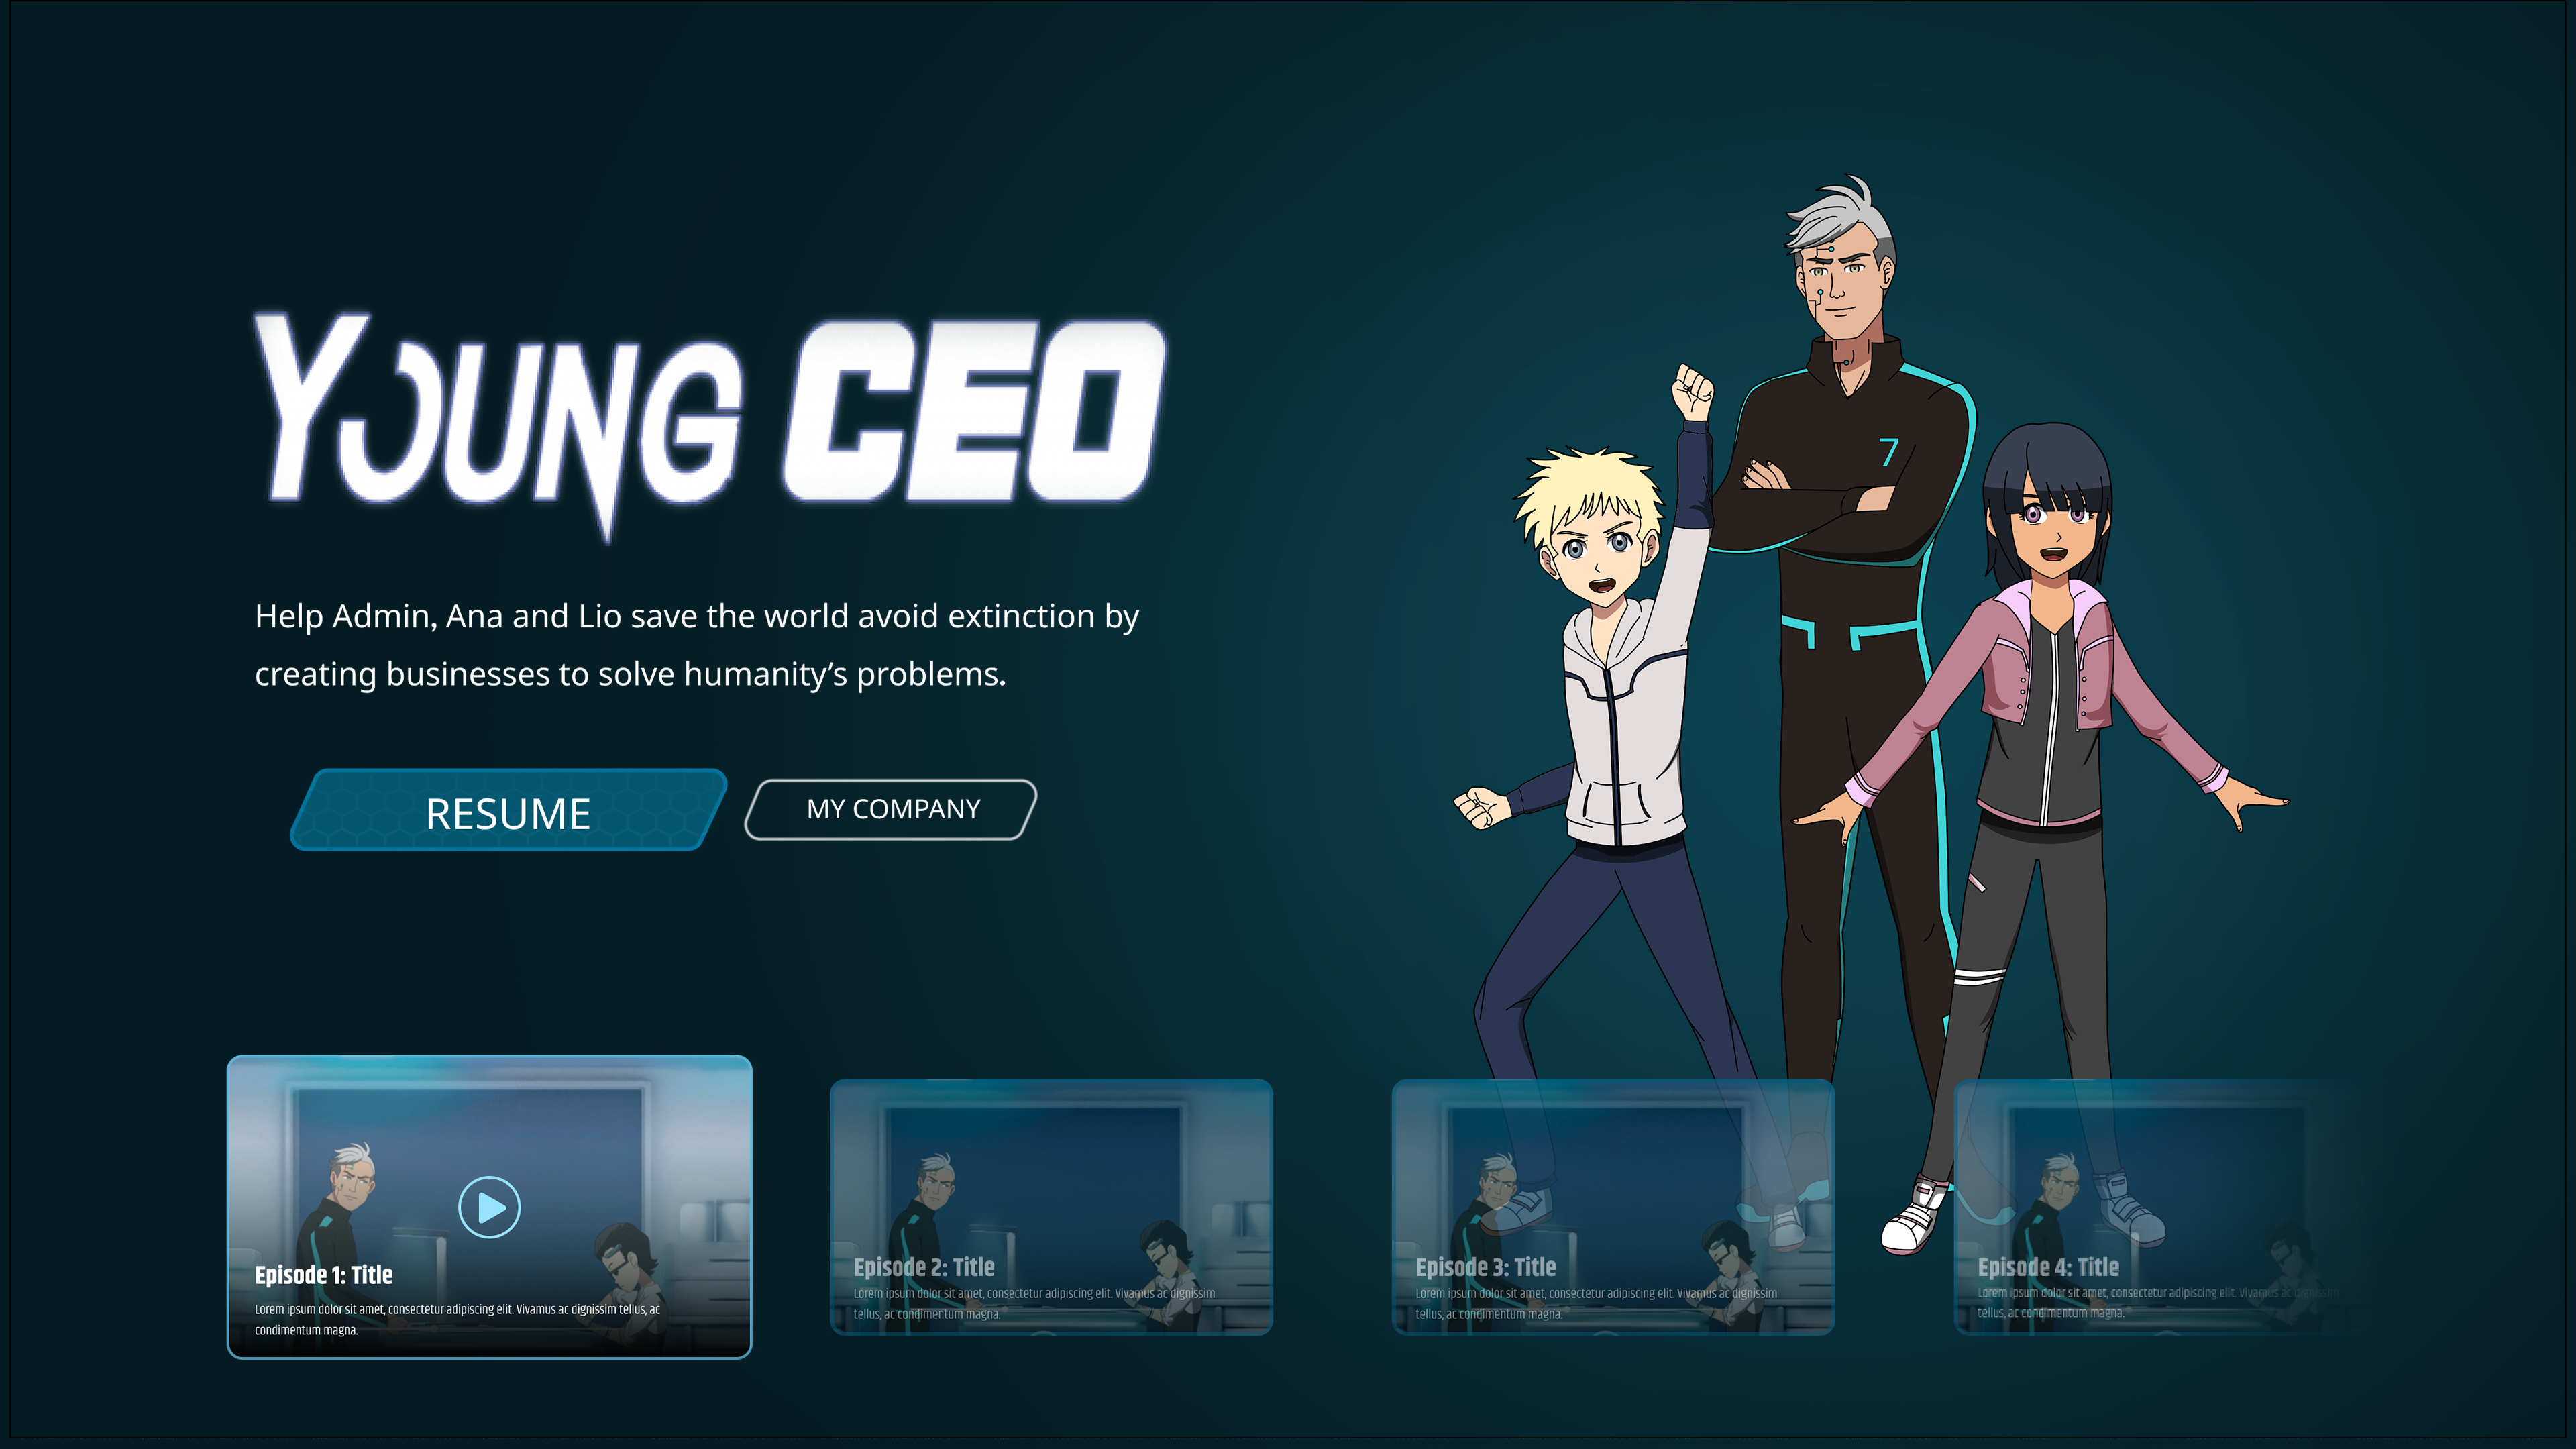 YOUNG CEO
7
Help Admin, Ana and Lio save the world avoid extinction by
creating businesses to solve humanity’s problems.
RESUME
MY COMPANY
Episode 1: Title
Lorem ipsum dolor sit amet, consectetur adipiscing elit. Vivamus ac dignissim tellus, ac
condimentum magna.
Episode 2: Title
Lorem ipsum dolor sit amet, consectetur adipiscing elit. Vivamus ac dignissim
tellus, ac condimentum magna.
Episode 3: Title
Lorem ipsum dolor sit amet, consectetur adipiscing elit. Vivamus ac dignissim
tellus, ac condimentum magna.
Episode 4: Title
Lorem ipsum dolor sit amet, consectetur adipiscing elit. Vivamus ac dignissim
tellus, ac condimentum magna.